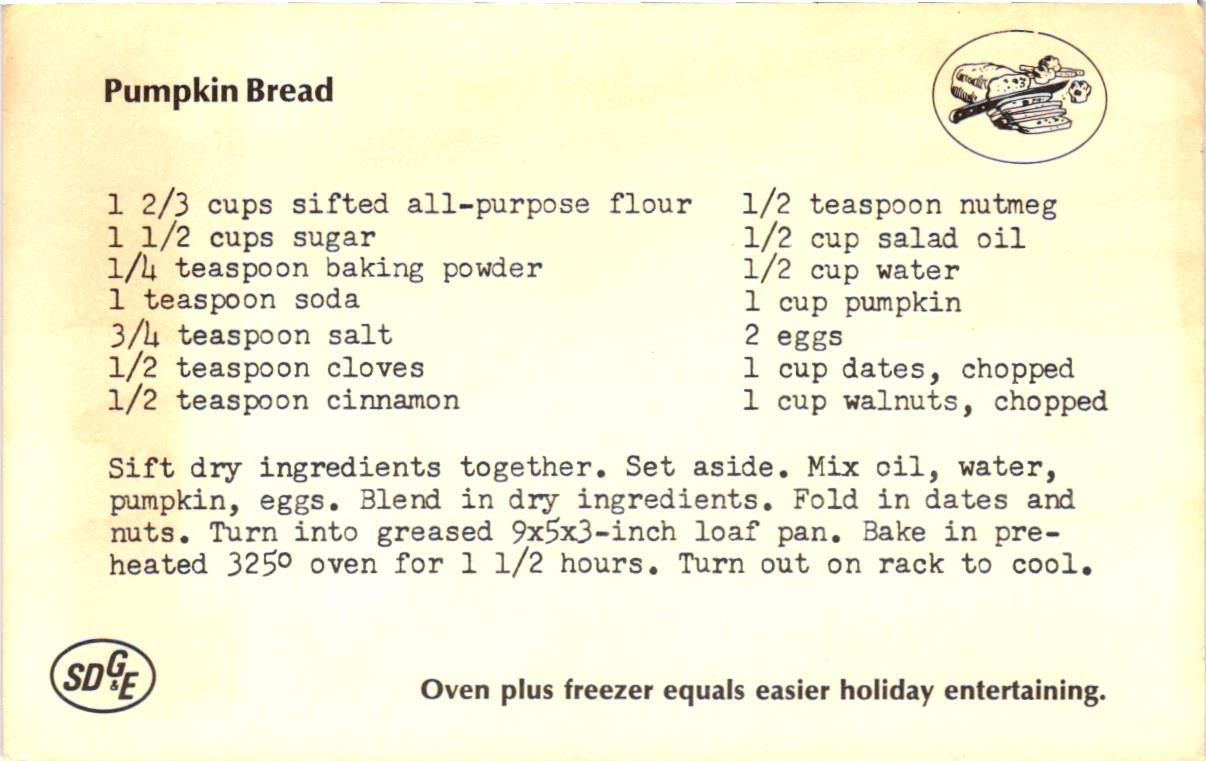 Pumpkin Bread
1 2/3 cups sifted all-purpose flour
1 1/2 cups sugar
1/4 teaspoon baking powder
1 teaspoon soda
3/4 teaspoon salt
1/2 teaspoon cloves
1/2 teaspoon cinnamon
1/2 teaspoon nutmeg
1/2 cup salad oil
1/2 cup water
1 cup pumpkin
2 eggs
1 cup dates, chopped
1 cup walnuts, chopped
Sift dry ingredients together. Set aside. Mix oil, water,
pumpkin, eggs. Blend in dry ingredients. Fold in dates and
nuts. Turn into greased 9x5x3-inch loaf pan. Bake in pre-
heated 325° oven for 1 1/2 hours. Turn out on rack to cool.
SDG&E
Oven plus freezer equals easier holiday entertaining.